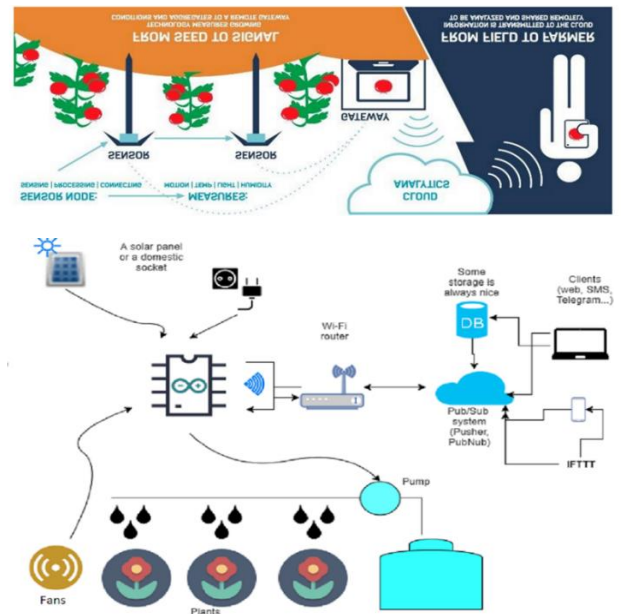 SENSOR NODE:
SENSING | PROCESSING | CONNECTING
MEASURES:
MOTION | TEMP | LIGHT | HUMIDITY
CLOUD
ANALYTICS
SENSOR
SENSOR
GATEWAY
FROM SEED TO SIGNAL
TECHNOLOGY MEASURES GROWING
CONDITIONS AND AGGREGATES TO A REMOTE GATEWAY
FROM FIELD TO FARMER
INFORMATION IS TRANSMITTED TO THE CLOUD
TO BE ANALYZED AND SHARED REMOTELY
A solar panel
or a domestic
socket
Wi-Fi
router
Some
storage is
always nice
DB
Clients
(web, SMS,
Telegram...)
Pub/Sub
system
(Pusher,
PubNub)
IFTTT
Pump
Fans
Plants